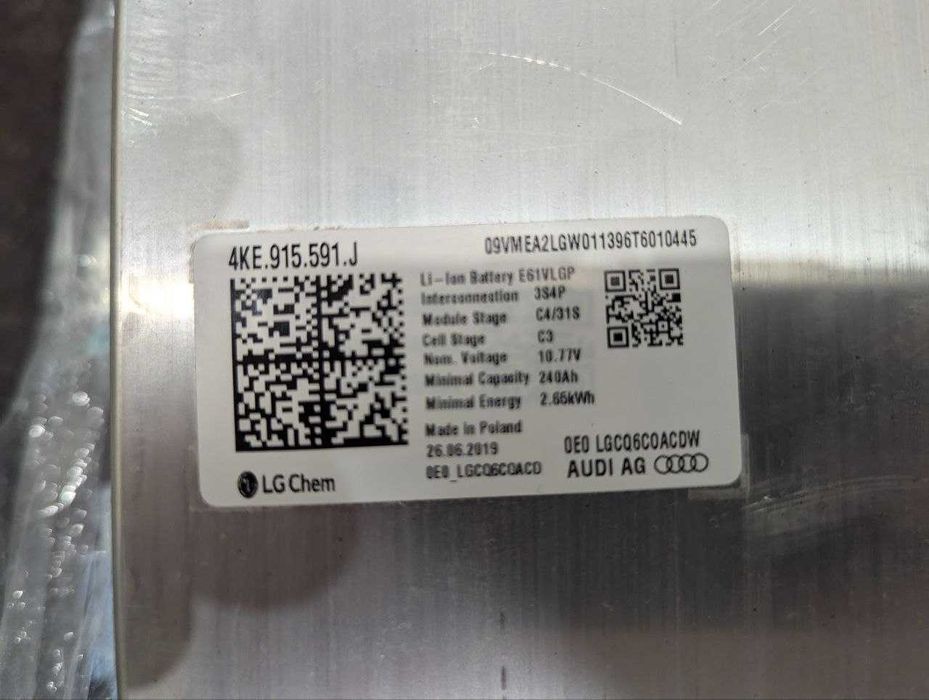 4KE.915.591.J
09VMEA2LGW011396T6010445
Li-Ion Battery E61VLGP
Interconnection 3S4P
Module Stage C4/31S
Cell Stage C3
Nom. Voltage 10.77V
Minimal Capacity 240Ah
Minimal Energy 2.65kWh
Made in Poland
26.06.2019
0E0_LGCQ6C0ACD
0E0 LGCQ6C0ACDW
AUDI AG
LG Chem